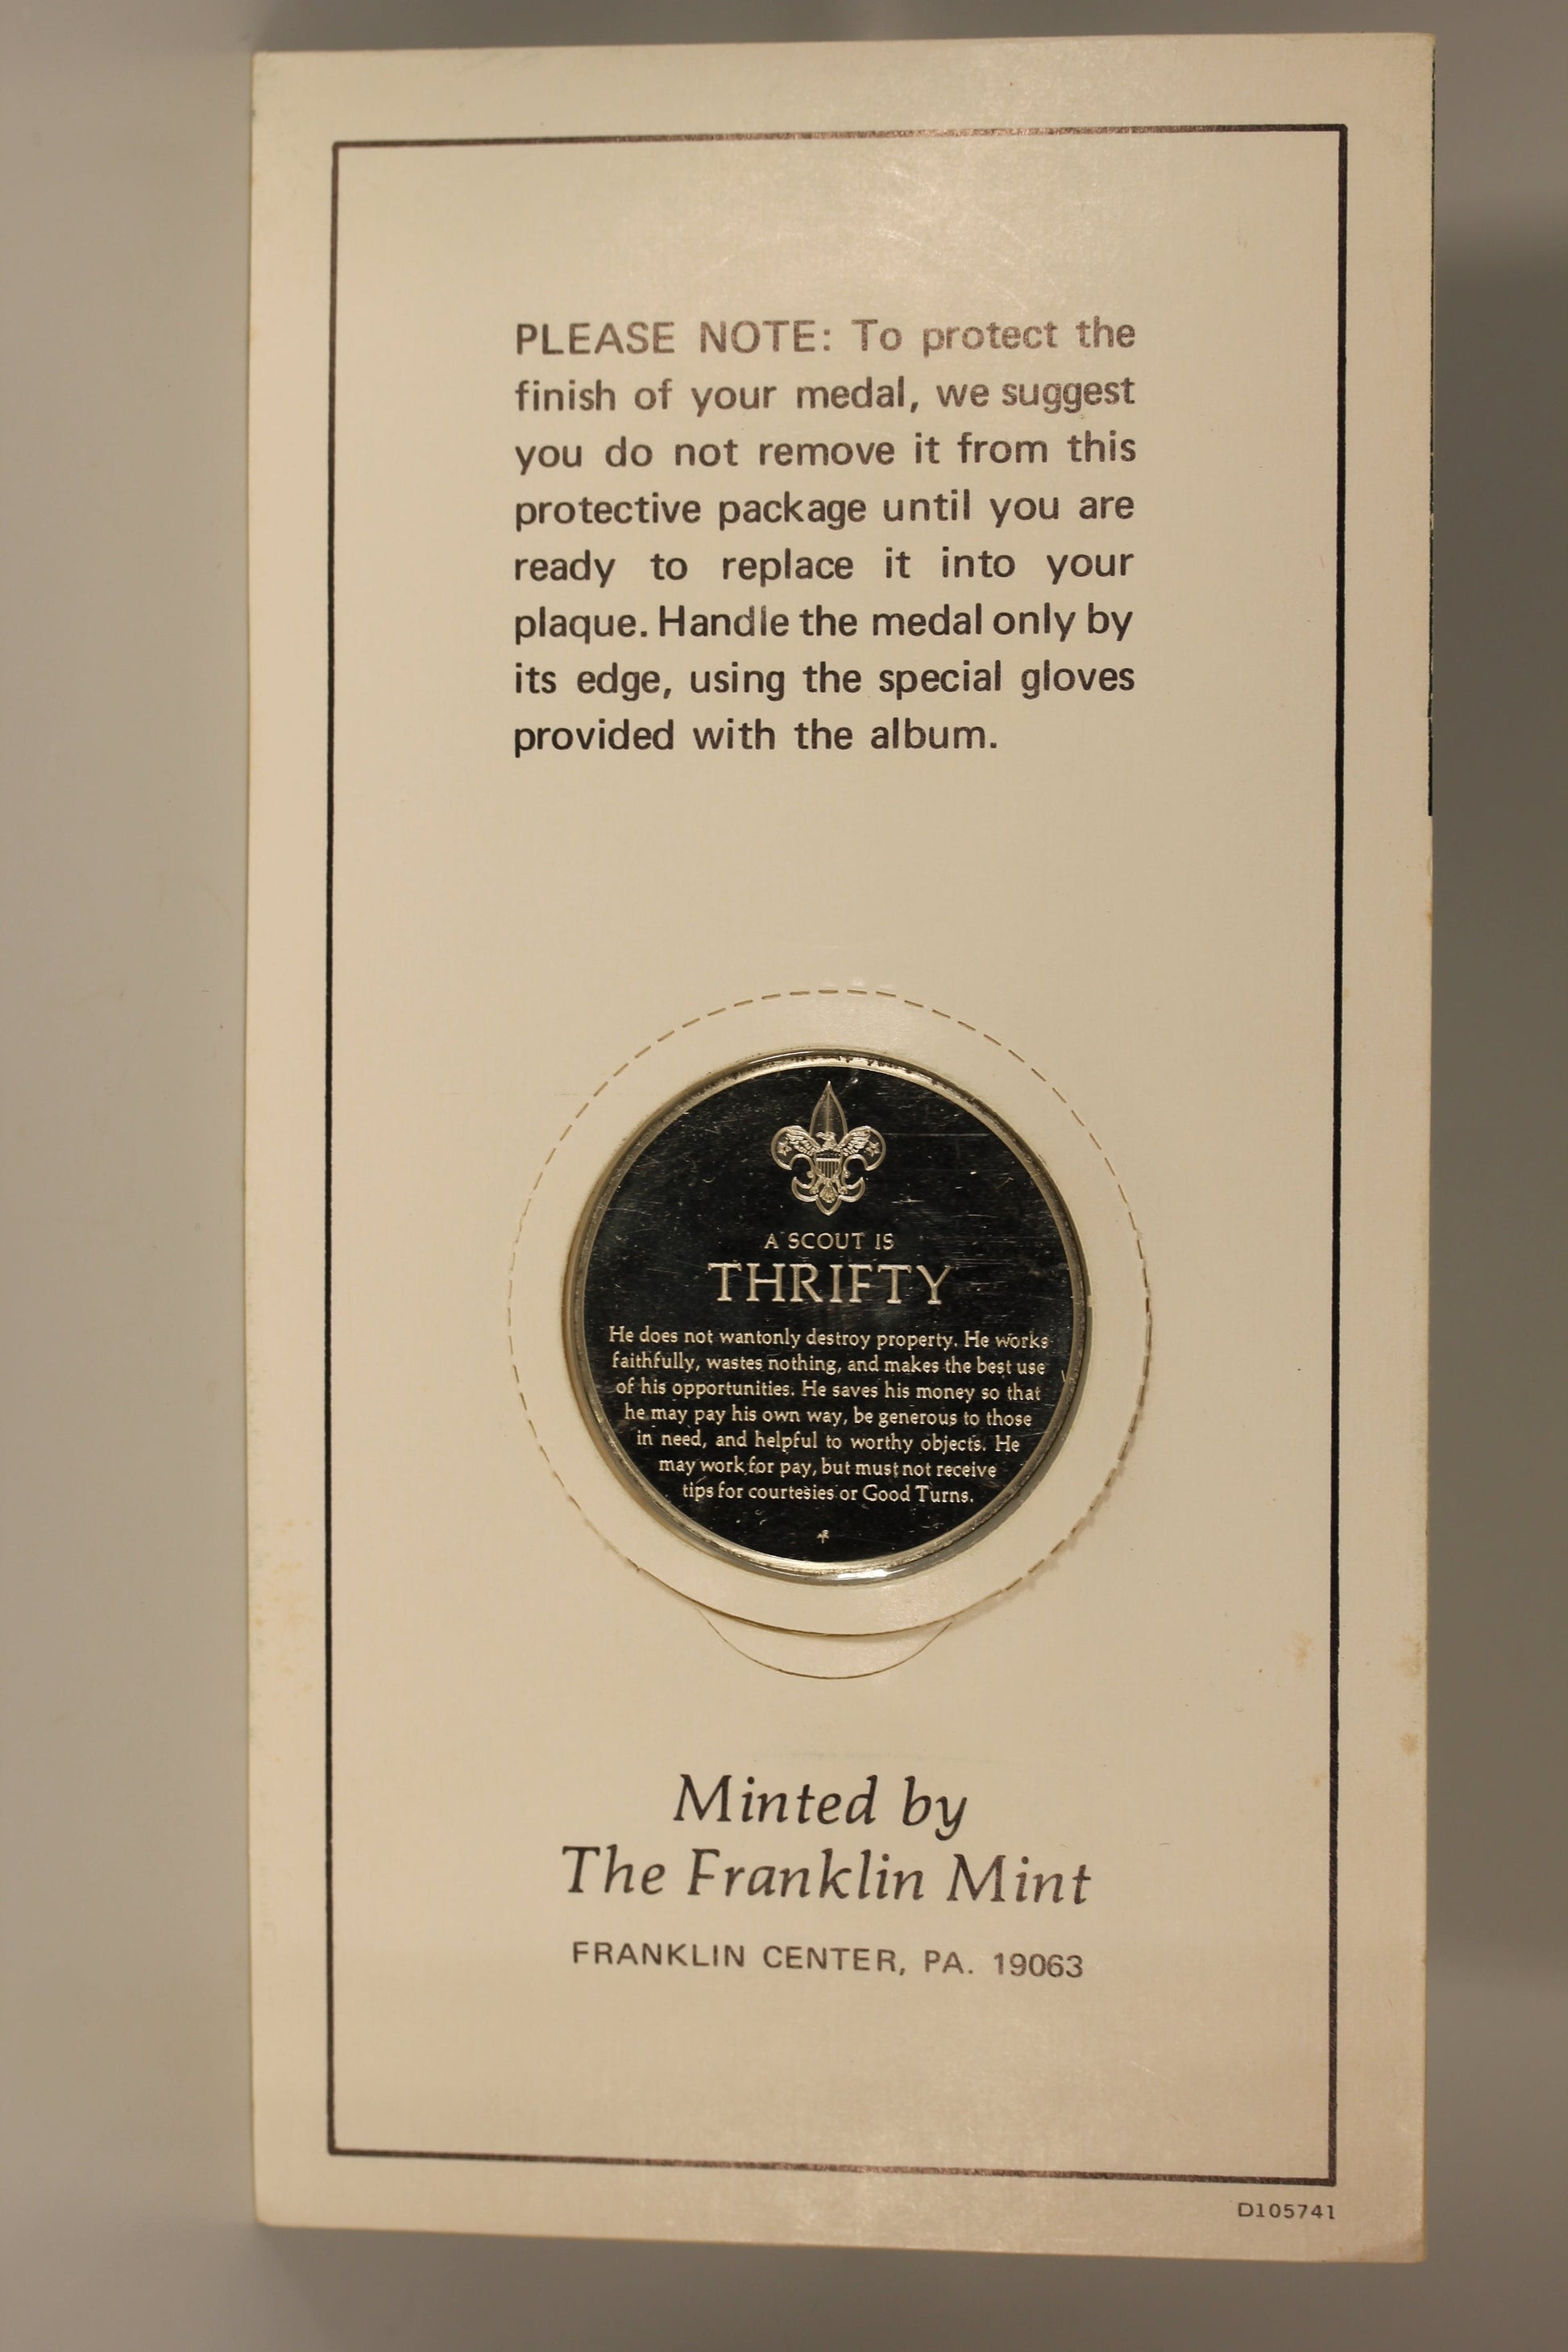 PLEASE NOTE: To protect the
finish of your medal, we suggest
you do not remove it from this
protective package until you are
ready to replace it into your
plaque. Handle the medal only by
its edge, using the special gloves
provided with the album.
A SCOUT IS
THRIFTY
He does not wantonly destroy property. He works
faithfully, wastes nothing, and makes the best use
of his opportunities. He saves his money so that
he may pay his own way, be generous to those
in need, and helpful to worthy objects. He
may work for pay, but must not receive
tips for courtesies or Good Turns.
Minted by
The Franklin Mint
FRANKLIN CENTER, PA. 19063
D105741